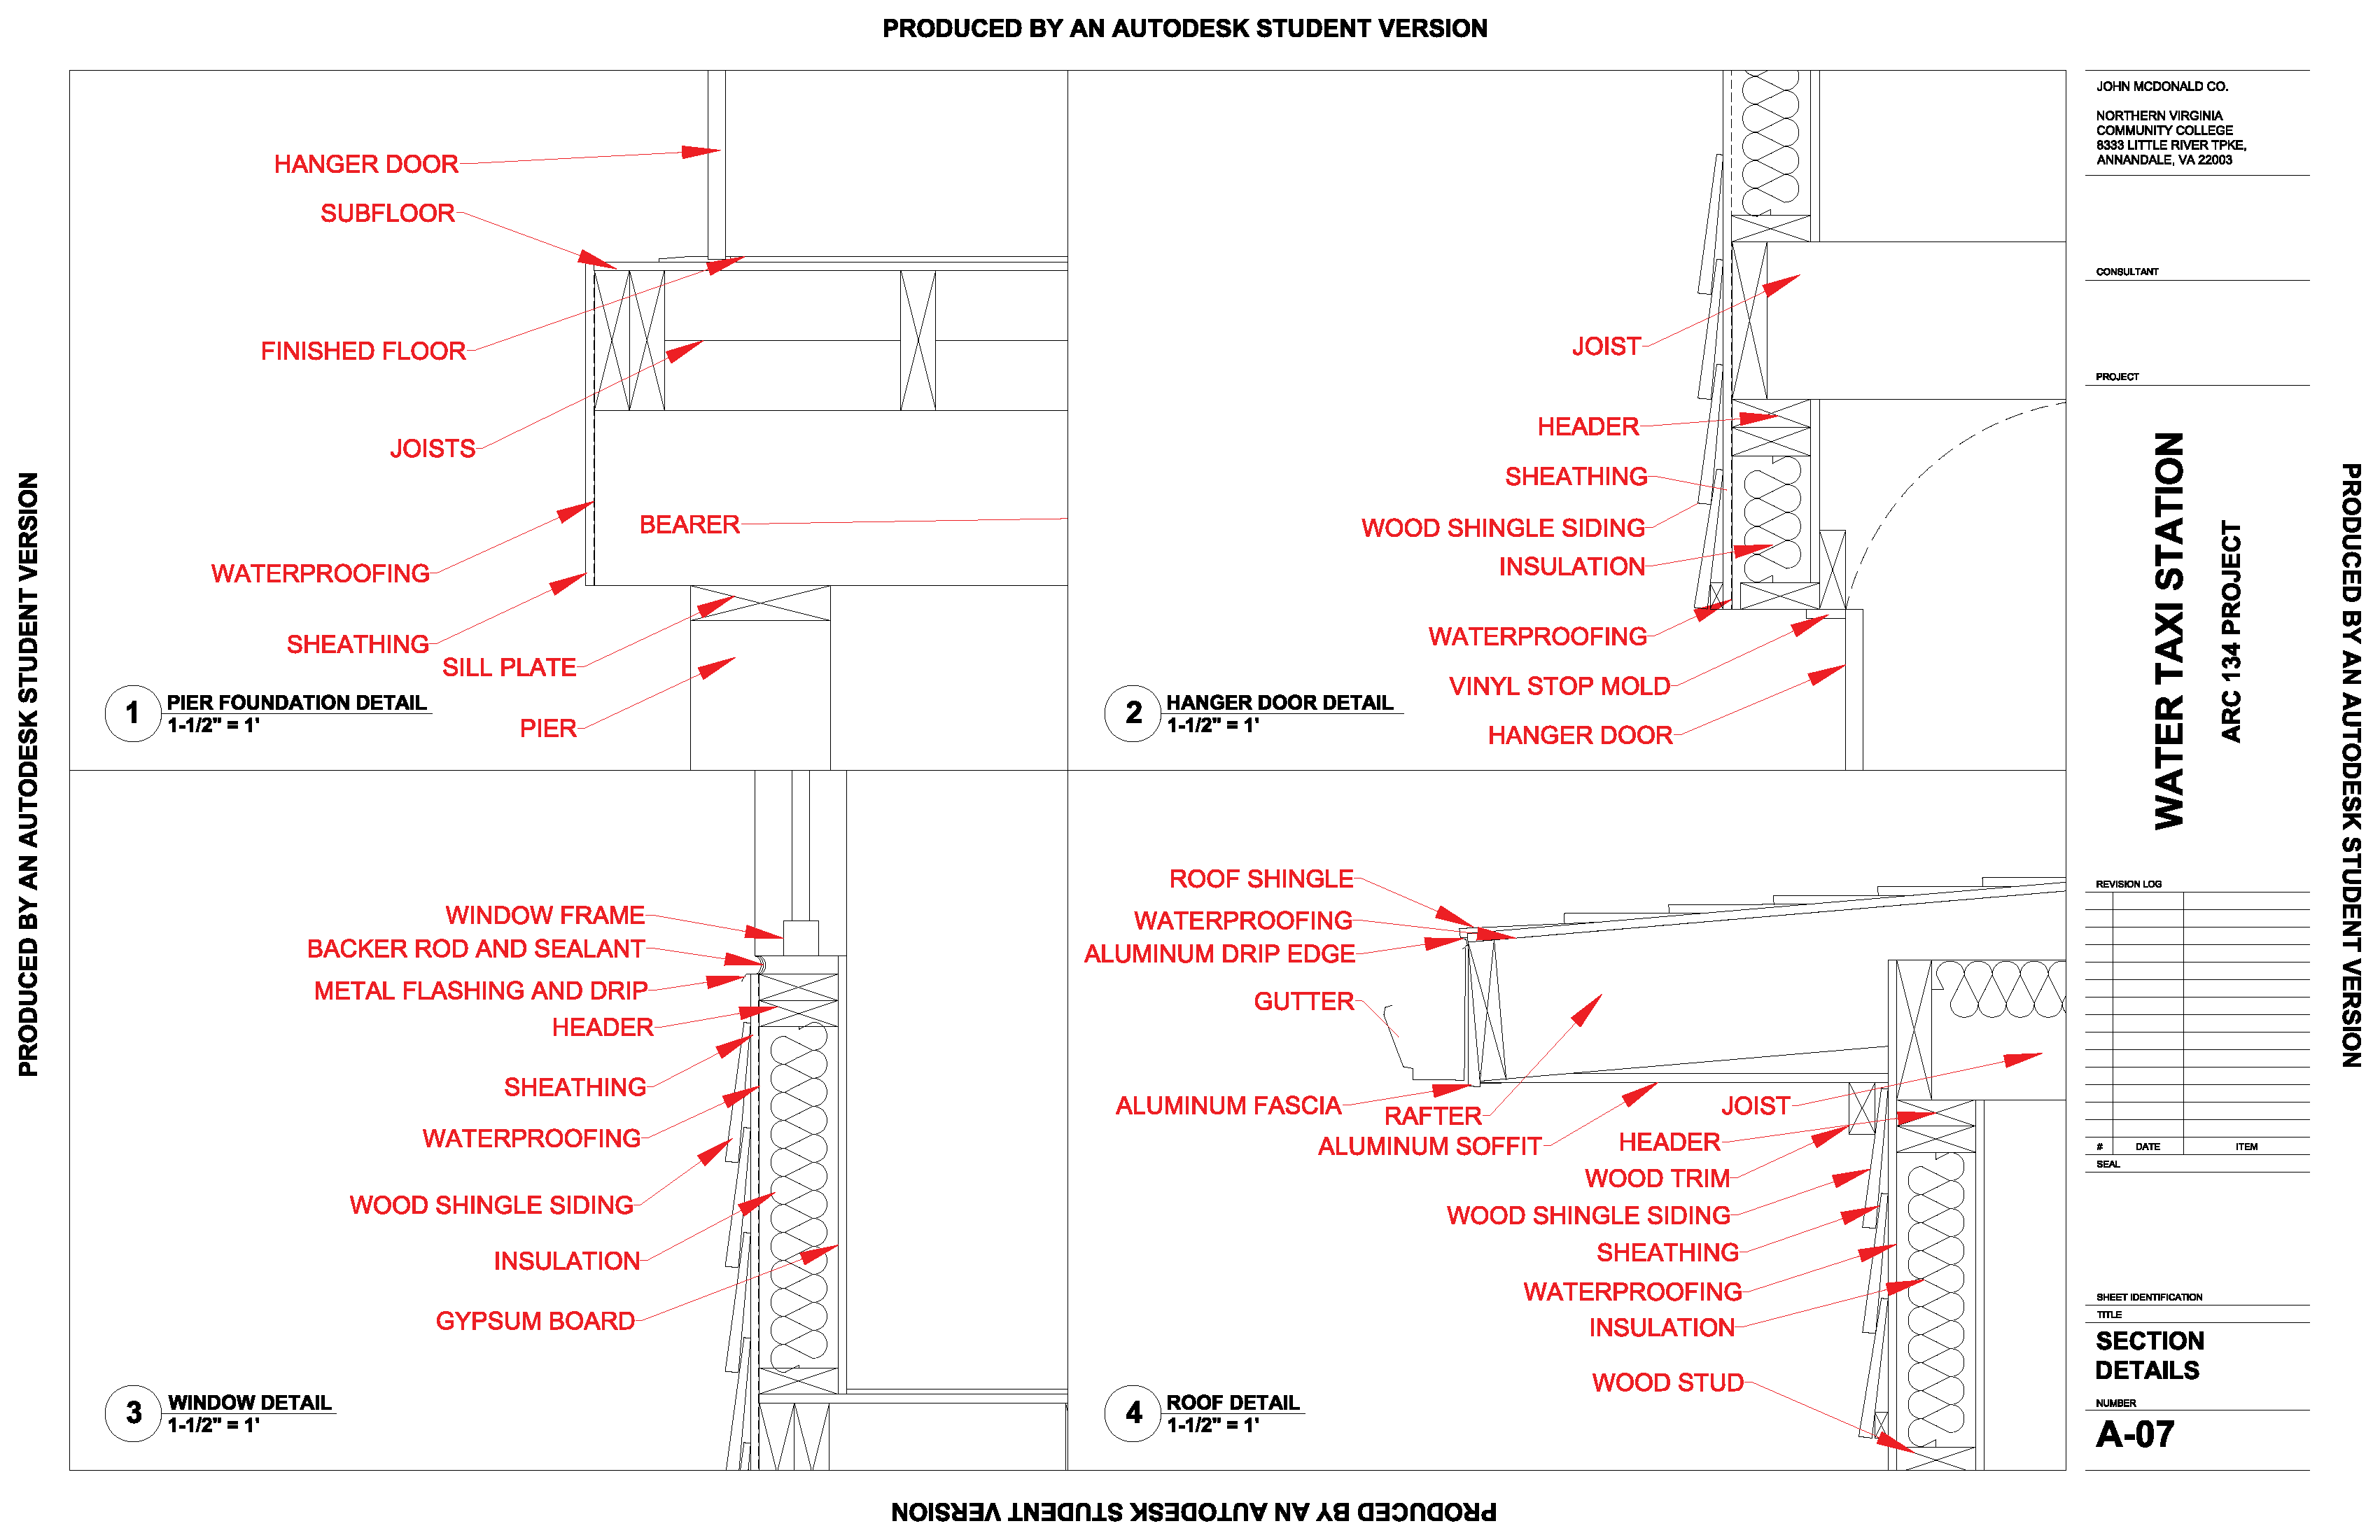 PRODUCED BY AN AUTODESK STUDENT VERSION
PRODUCED BY AN AUTODESK STUDENT VERSION
HANGER DOOR
SUBFLOOR
FINISHED FLOOR
JOISTS
BEARER
WATERPROOFING
SHEATHING
SILL PLATE
PIER
1
PIER FOUNDATION DETAIL
1-1/2" = 1'
JOIST
HEADER
SHEATHING
WOOD SHINGLE SIDING
INSULATION
WATERPROOFING
VINYL STOP MOLD
HANGER DOOR
2
HANGER DOOR DETAIL
1-1/2" = 1'
WINDOW FRAME
BACKER ROD AND SEALANT
METAL FLASHING AND DRIP
HEADER
SHEATHING
WATERPROOFING
WOOD SHINGLE SIDING
INSULATION
GYPSUM BOARD
3
WINDOW DETAIL
1-1/2" = 1'
ROOF SHINGLE
WATERPROOFING
ALUMINUM DRIP EDGE
GUTTER
ALUMINUM FASCIA
RAFTER
ALUMINUM SOFFIT
JOIST
HEADER
WOOD TRIM
WOOD SHINGLE SIDING
SHEATHING
WATERPROOFING
INSULATION
WOOD STUD
4
ROOF DETAIL
1-1/2" = 1'
JOHN MCDONALD CO.
NORTHERN VIRGINIA
COMMUNITY COLLEGE
8333 LITTLE RIVER TPKE,
ANNANDALE, VA 22003
CONSULTANT
PROJECT
WATER TAXI STATION
ARC 134 PROJECT
REVISION LOG
# DATE ITEM
SEAL
SHEET IDENTIFICATION
TITLE
SECTION
DETAILS
NUMBER
A-07
PRODUCED BY AN AUTODESK STUDENT VERSION
PRODUCED BY AN AUTODESK STUDENT VERSION